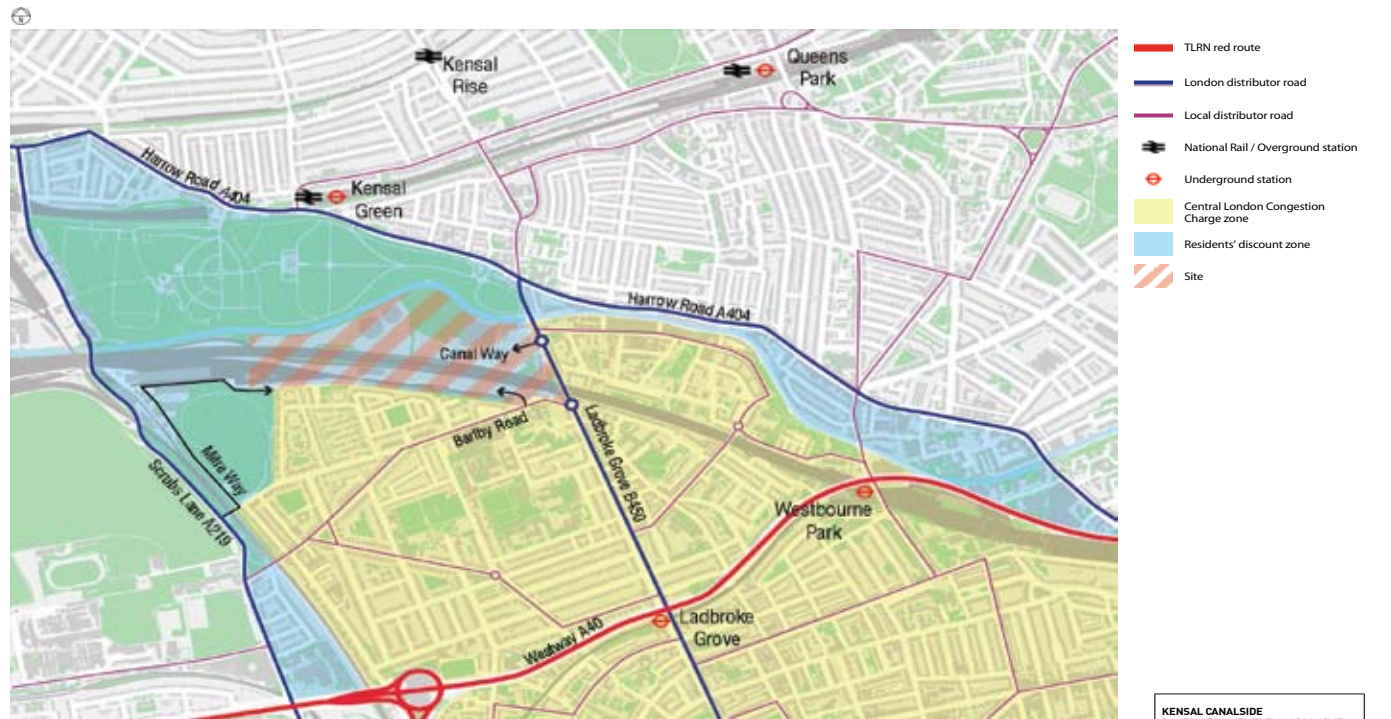 N
Kensal
Rise
Queens
Park
Harrow Road A404
Kensal
Green
Harrow Road A404
Canal Way
Barlby Road
Ladbroke Grove B450
Mitre Way
Scrubs Lane A219
Westbourne
Park
Ladbroke
Grove
Westway A40
TLRN red route
London distributor road
Local distributor road
National Rail / Overground station
Underground station
Central London Congestion
Charge zone
Residents' discount zone
Site
KENSAL CANALSIDE